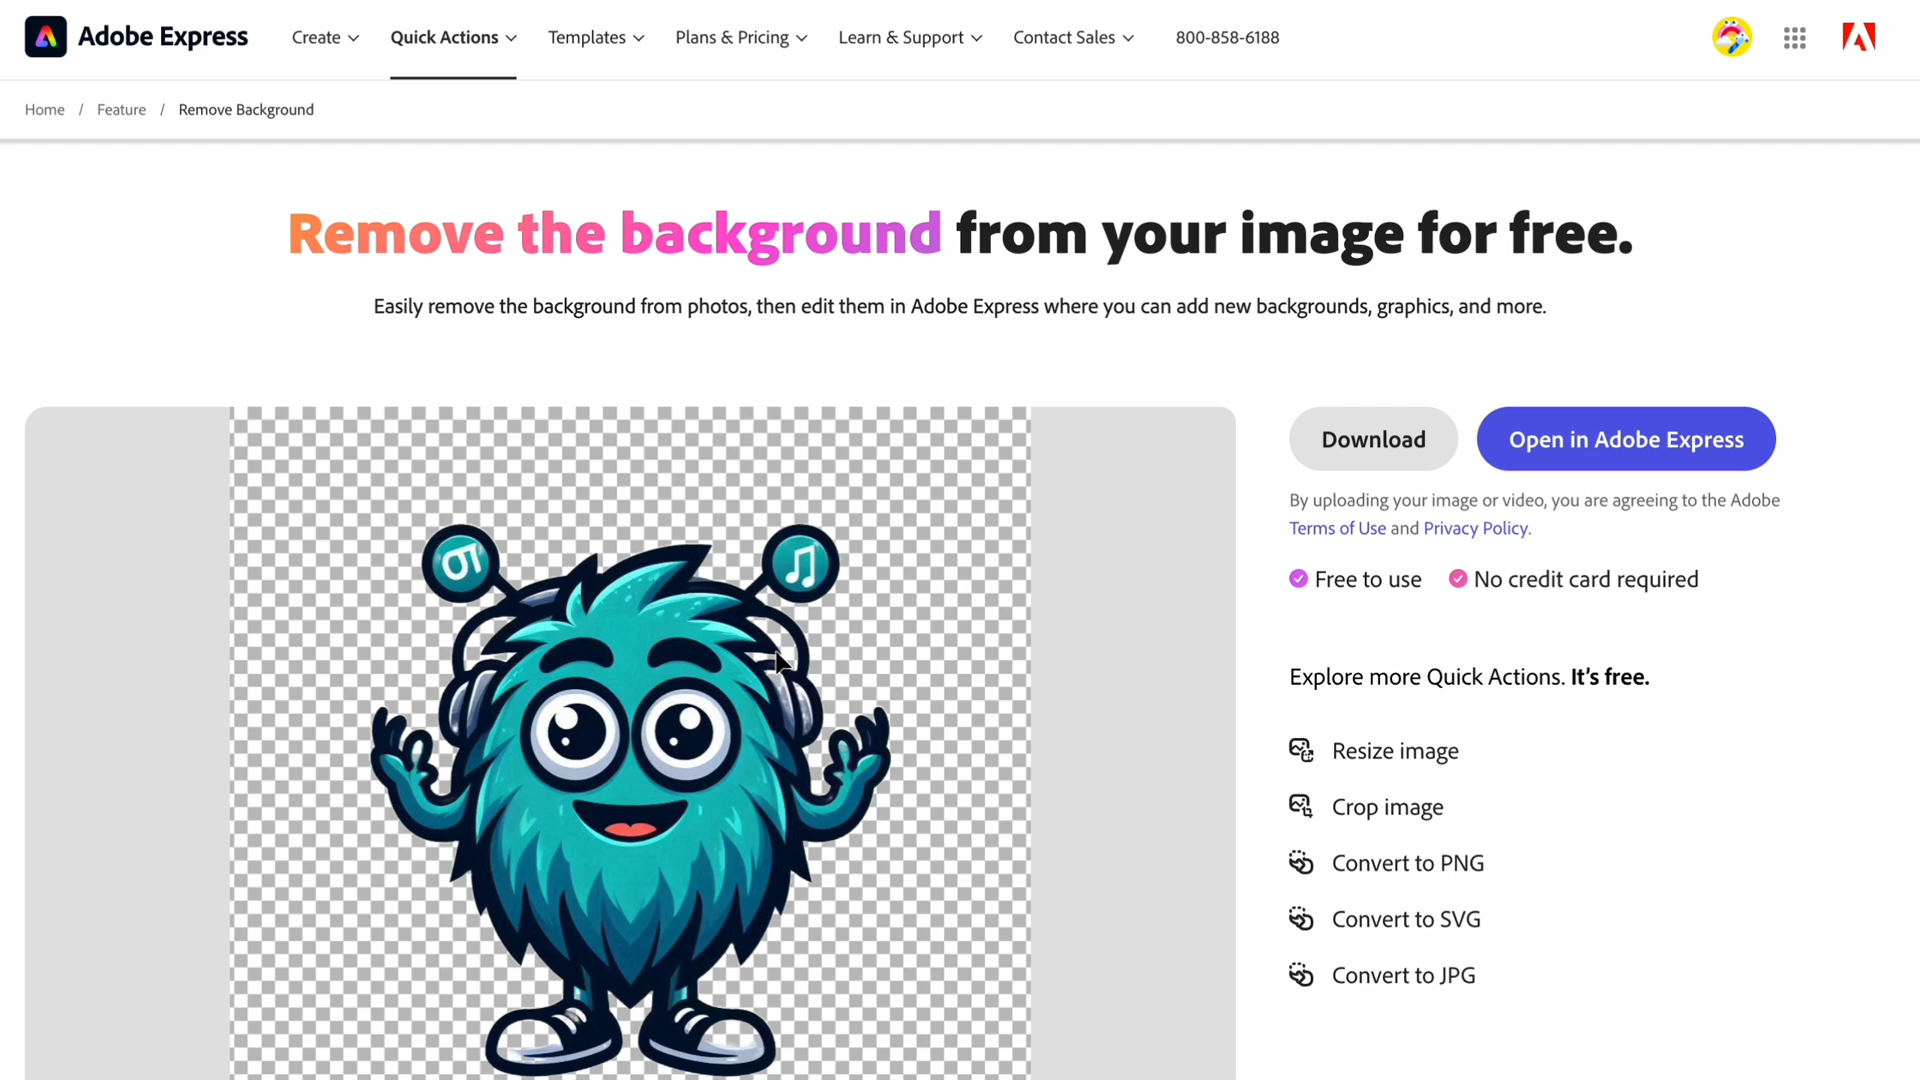 Adobe Express Create Quick Actions Templates Plans & Pricing Learn & Support Contact Sales 800-858-6188
Home / Feature / Remove Background
Remove the background from your image for free.
Easily remove the background from photos, then edit them in Adobe Express where you can add new backgrounds, graphics, and more.
Download Open in Adobe Express
By uploading your image or video, you are agreeing to the Adobe
Terms of Use and Privacy Policy.
Free to use No credit card required
Explore more Quick Actions. It's free.
Resize image
Crop image
Convert to PNG
Convert to SVG
Convert to JPG